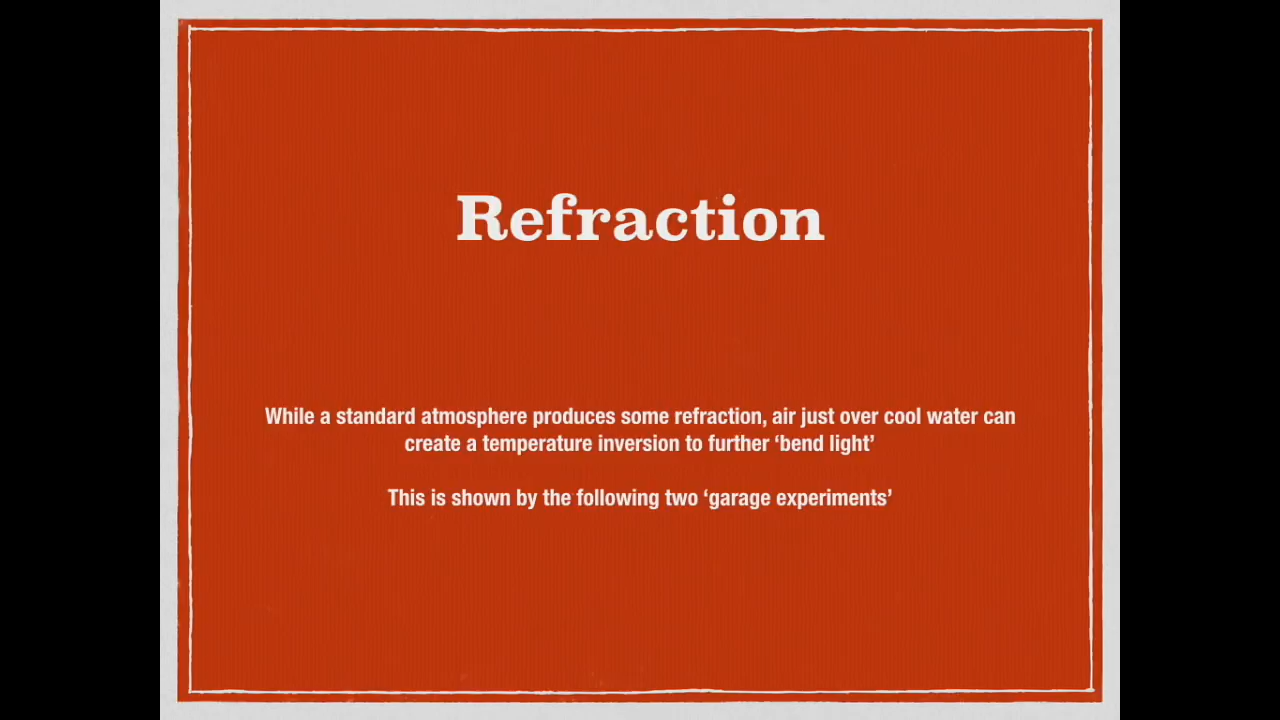 Refraction
While a standard atmosphere produces some refraction, air just over cool water can
create a temperature inversion to further ‘bend light’
This is shown by the following two ‘garage experiments’